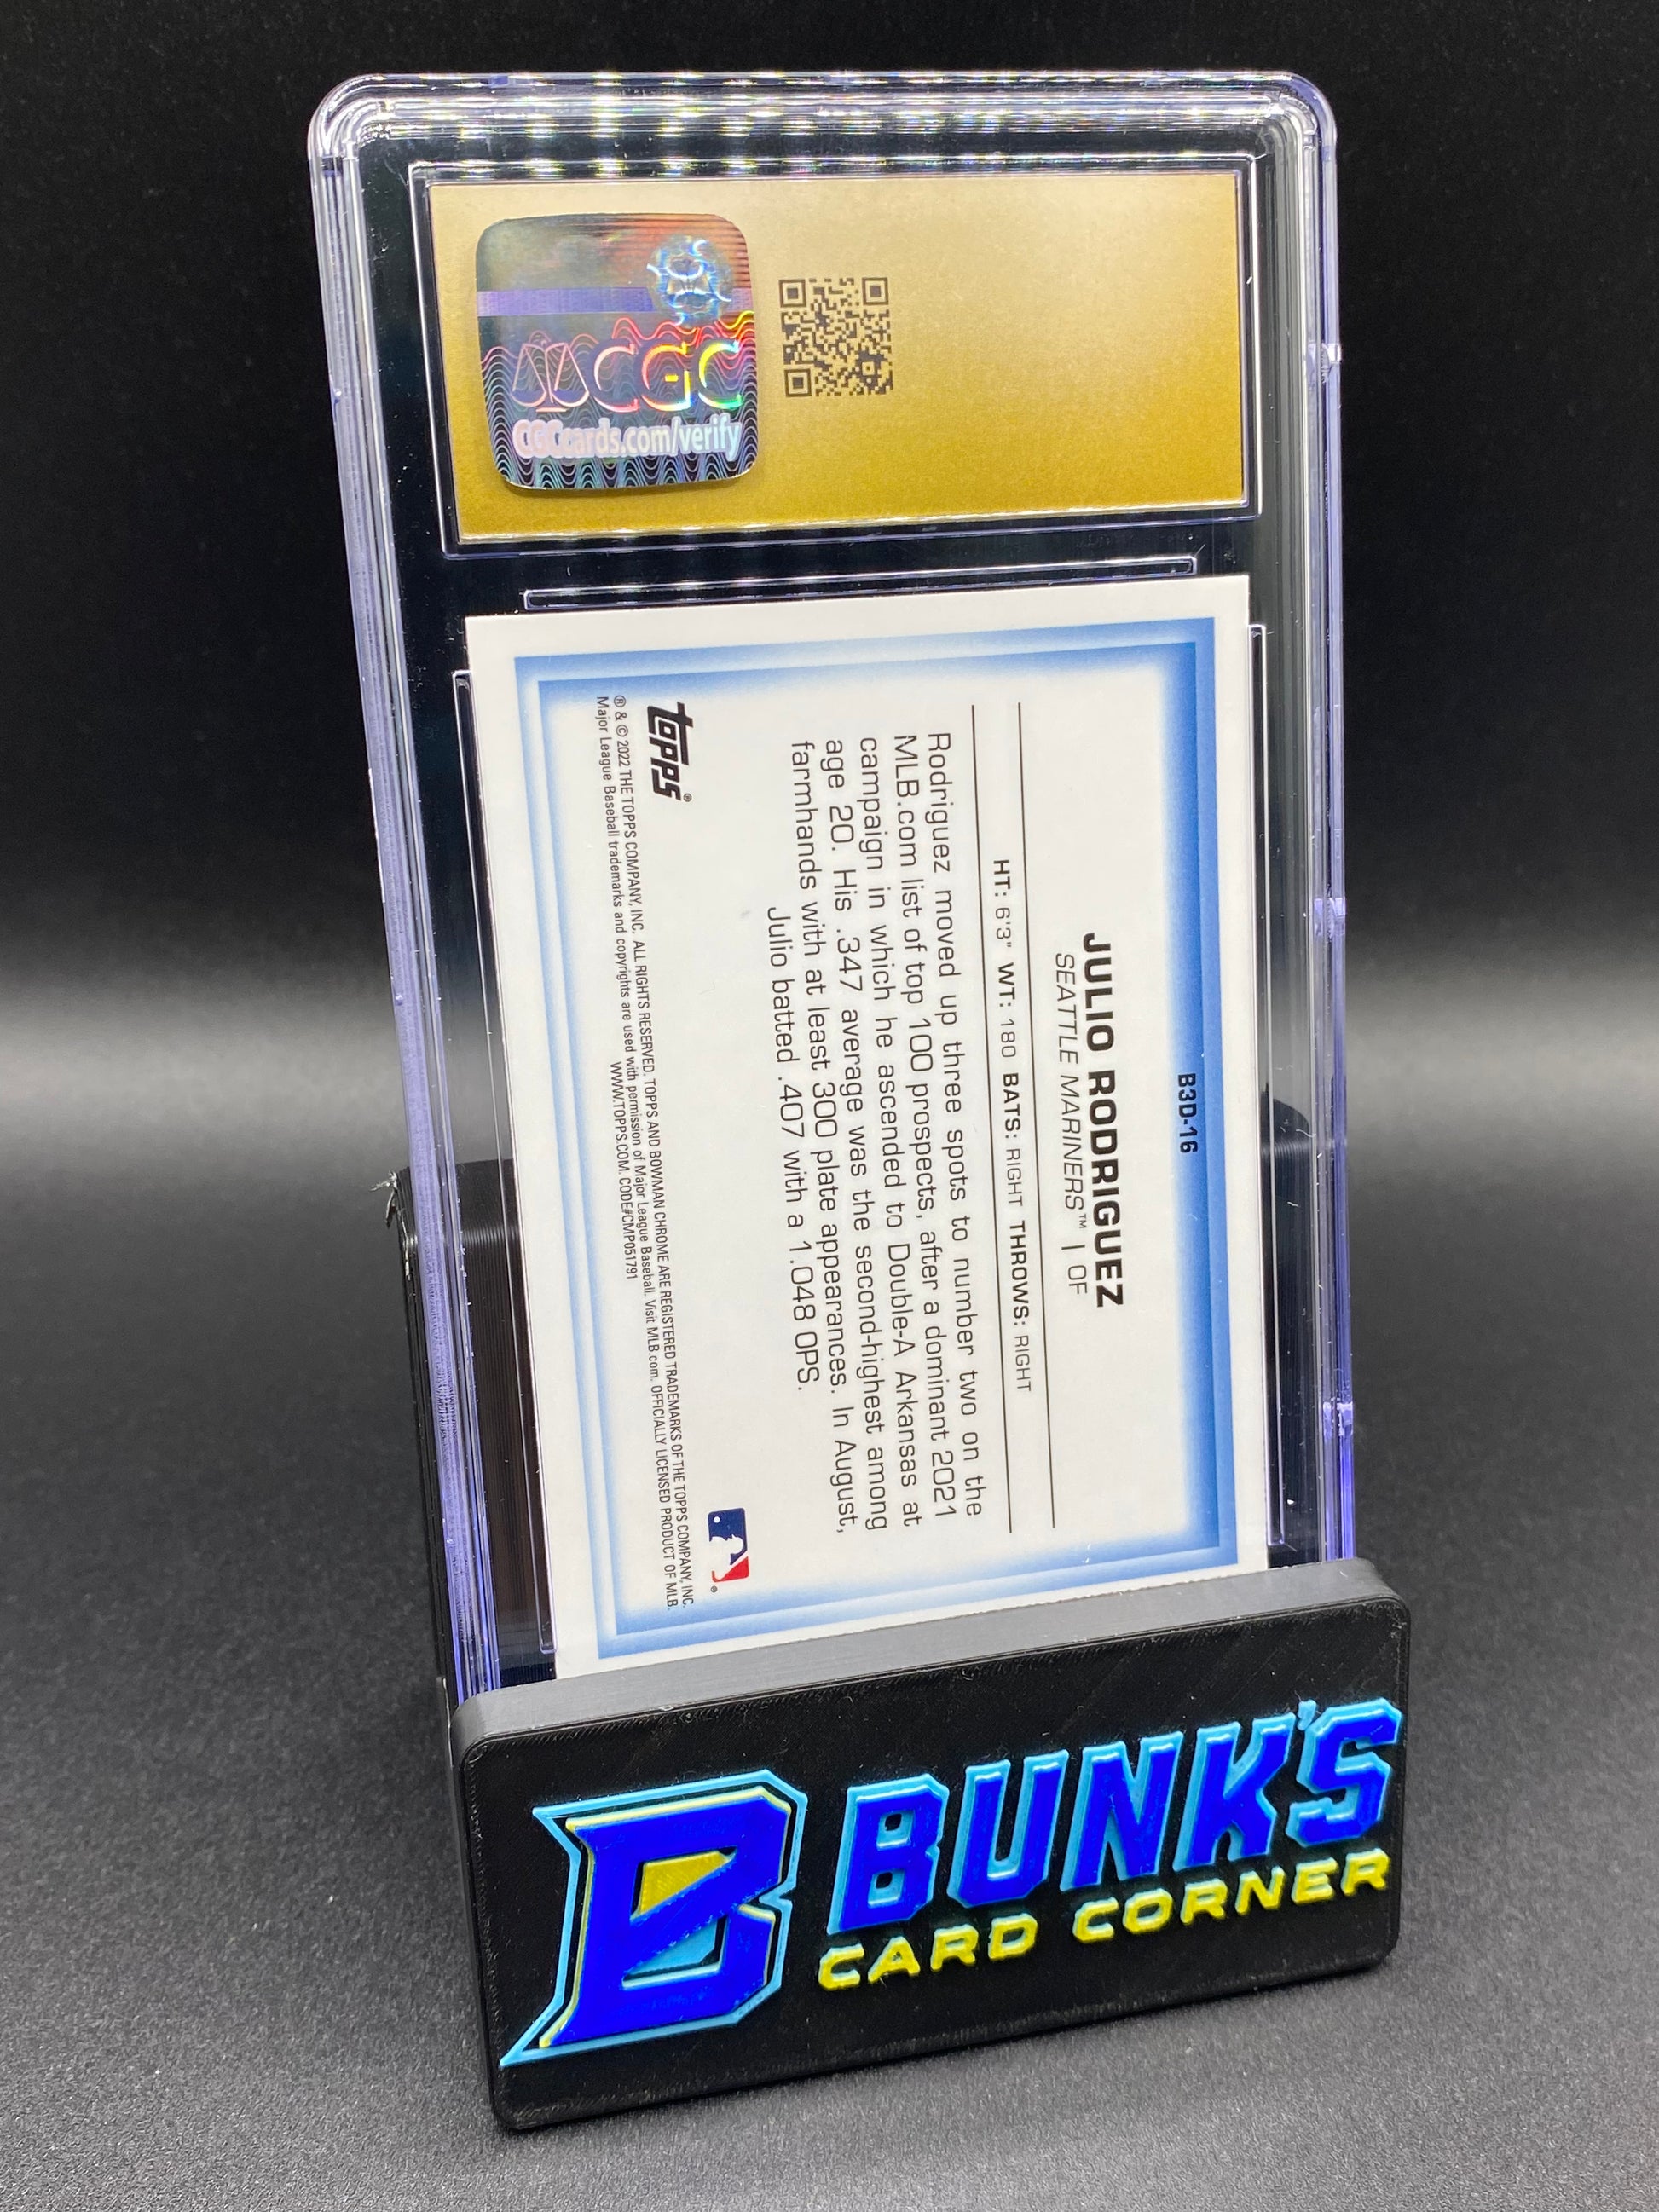 CGC
CGCcards.com/verify
B3D-16
JULIO RODRIGUEZ
SEATTLE MARINERS™ | OF
HT: 6'3" WT: 180 BATS: RIGHT THROWS: RIGHT
Rodriguez moved up three spots to number two on the
MLB.com list of top 100 prospects, after a dominant 2021
campaign in which he ascended to Double-A Arkansas at
age 20. His .347 average was the second-highest among
farmhands with at least 300 plate appearances. In August,
Julio batted .407 with a 1.048 OPS.
topps®
®
® & © 2022 THE TOPPS COMPANY, INC. ALL RIGHTS RESERVED. TOPPS AND BOWMAN CHROME ARE REGISTERED TRADEMARKS OF THE TOPPS COMPANY, INC.
Major League Baseball trademarks and copyrights are used with permission of Major League Baseball. Visit MLB.com. OFFICIALLY LICENSED PRODUCT OF MLB.
WWW.TOPPS.COM. CODE#CMP051791
B
BUNK'S
CARD CORNER